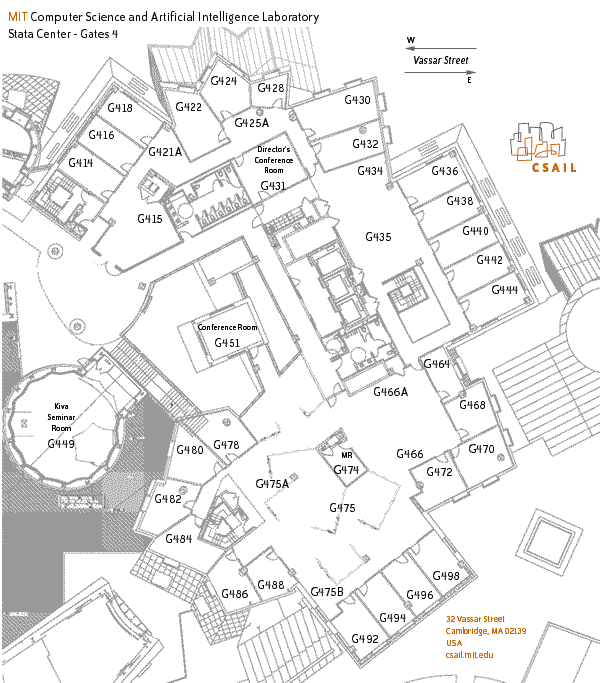 MIT Computer Science and Artificial Intelligence Laboratory
Stata Center - Gates 4
W
Vassar Street
E
CSAIL
G418
G416
G414
G421A
G415
G422
G424
G428
G425A
Director's
Conference
Room
G431
G430
G432
G434
G435
G436
G438
G440
G442
G444
Conference Room
G451
Kiva
Seminar
Room
G449
G464
G466A
G468
G466
G470
G472
MR
G474
G475A
G475
G478
G480
G482
G484
G486
G488
G475B
G492
G494
G496
G498
32 Vassar Street
Cambridge, MA 02139
USA
csail.mit.edu